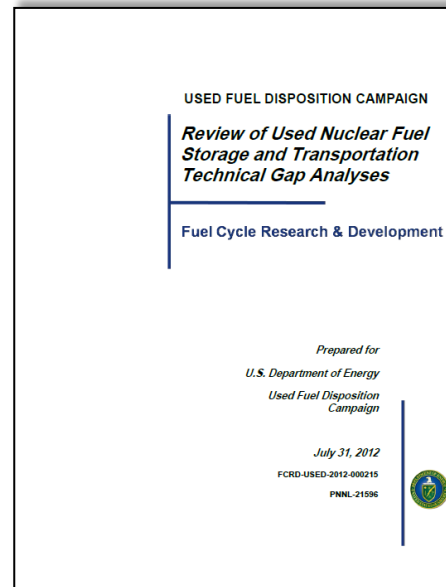 USED FUEL DISPOSITION CAMPAIGN
Review of Used Nuclear Fuel
Storage and Transportation
Technical Gap Analyses
Fuel Cycle Research & Development
Prepared for
U.S. Department of Energy
Used Fuel Disposition
Campaign
July 31, 2012
FCRD-USED-2012-000215
PNNL-21596